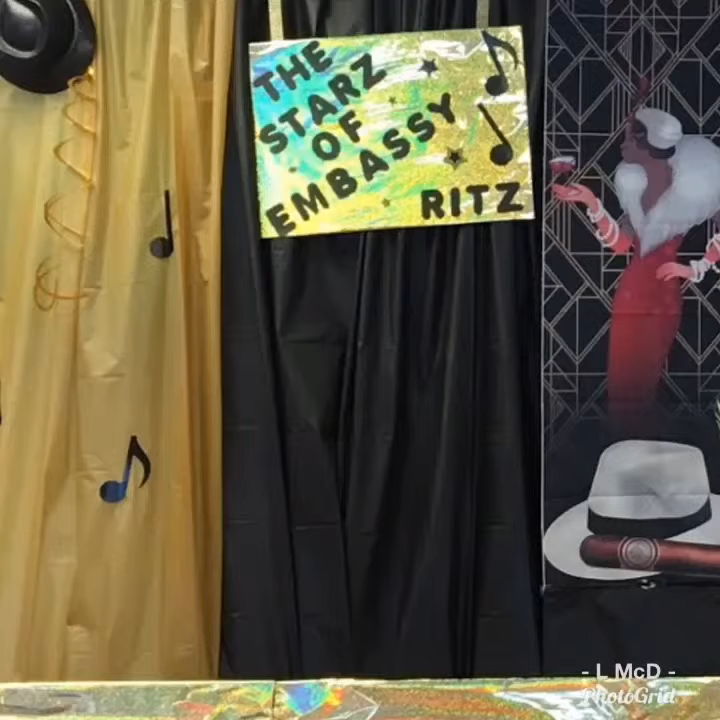 THE
STARZ
OF
EMBASSY
RITZ
- L McD -
PhotoGrid